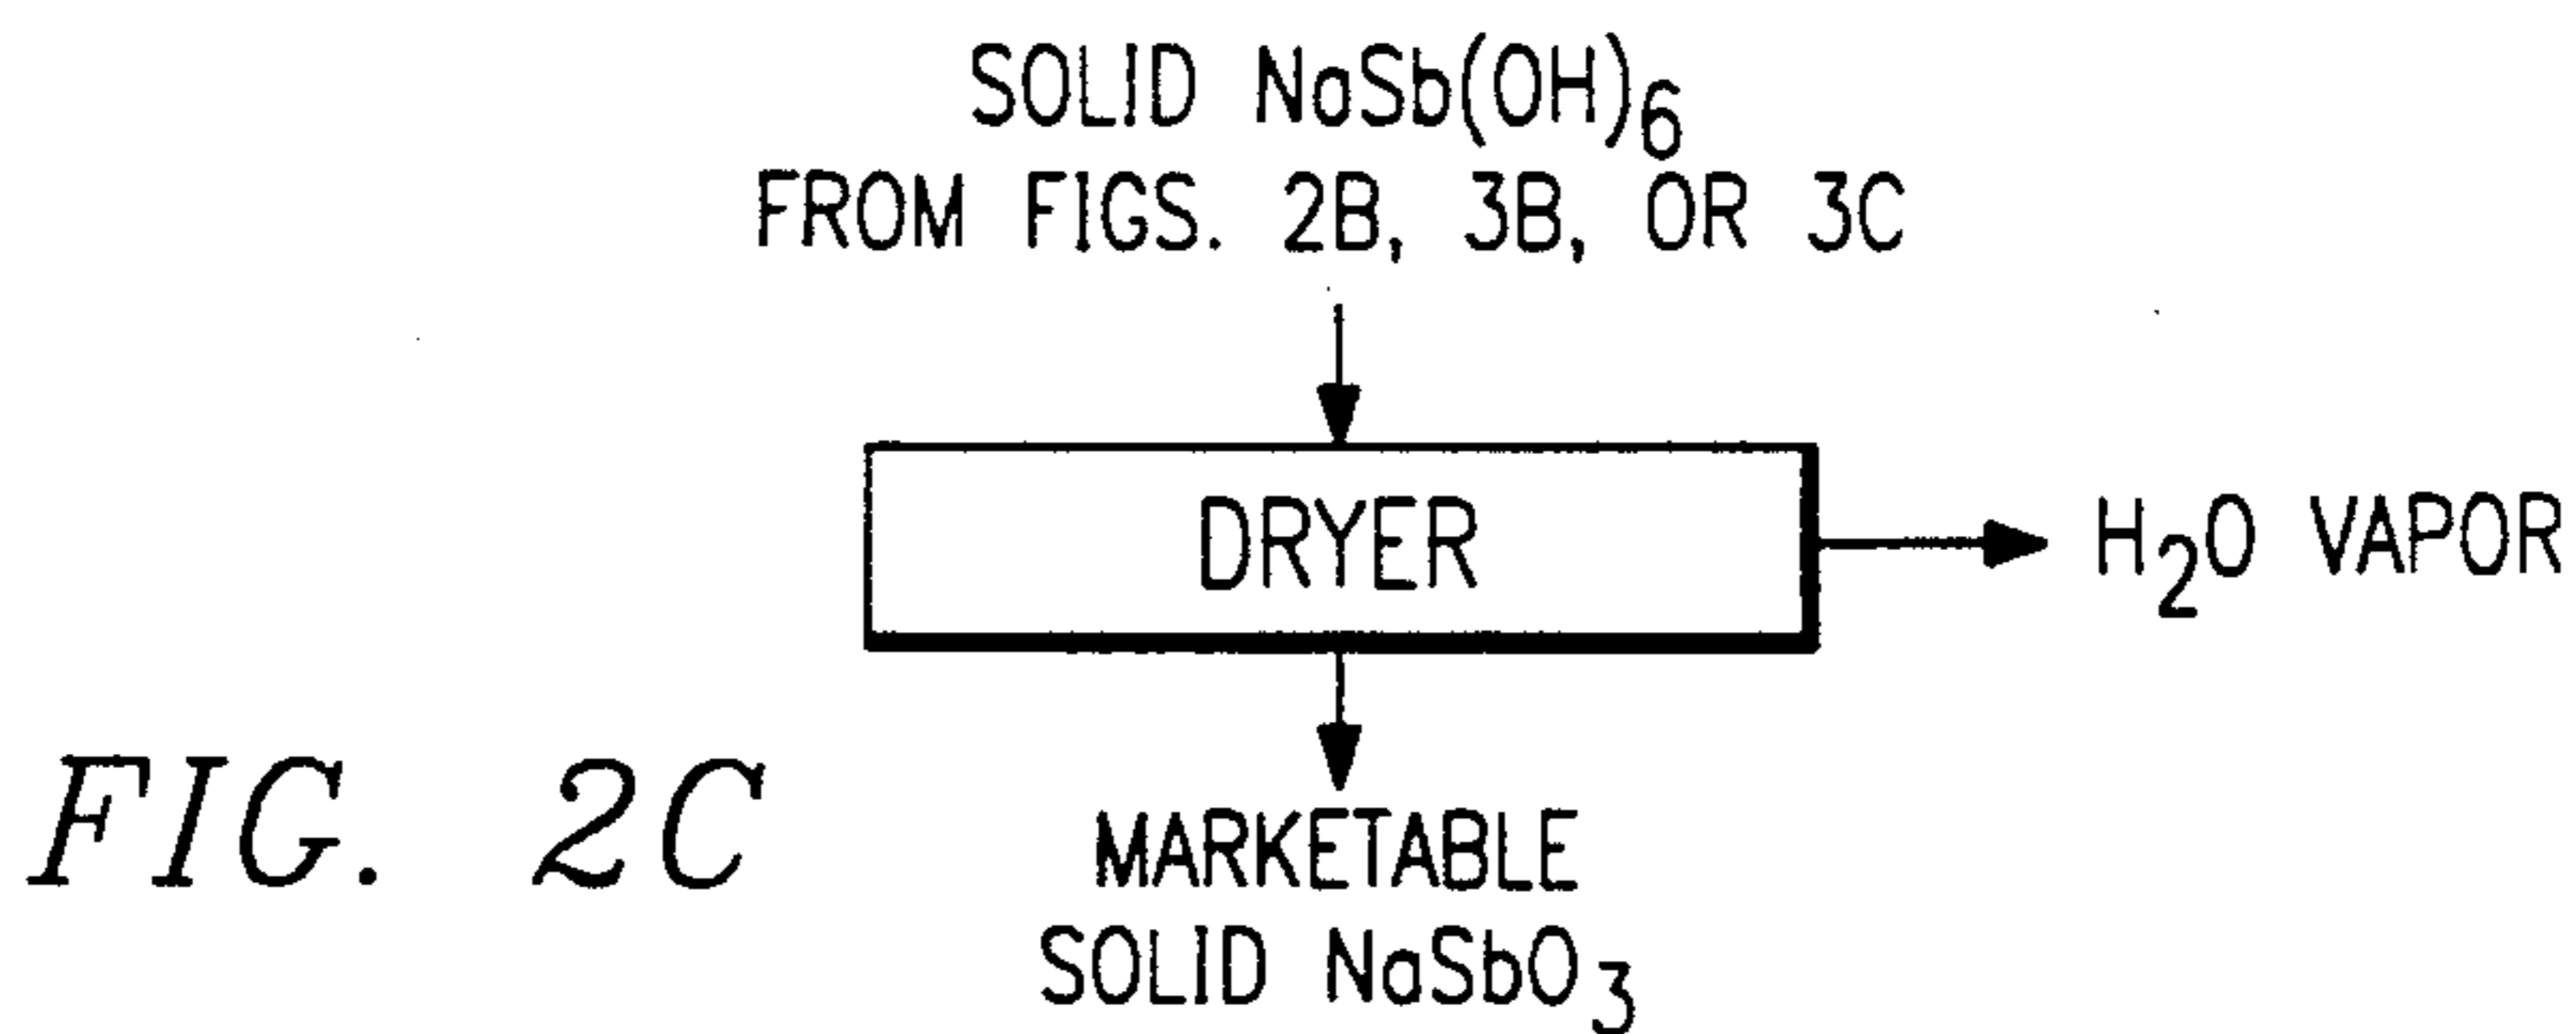 SOLID NaSb(OH)6
FROM FIGS. 2B, 3B, OR 3C
DRYER
H2O VAPOR
MARKETABLE
SOLID NaSbO3
FIG. 2C